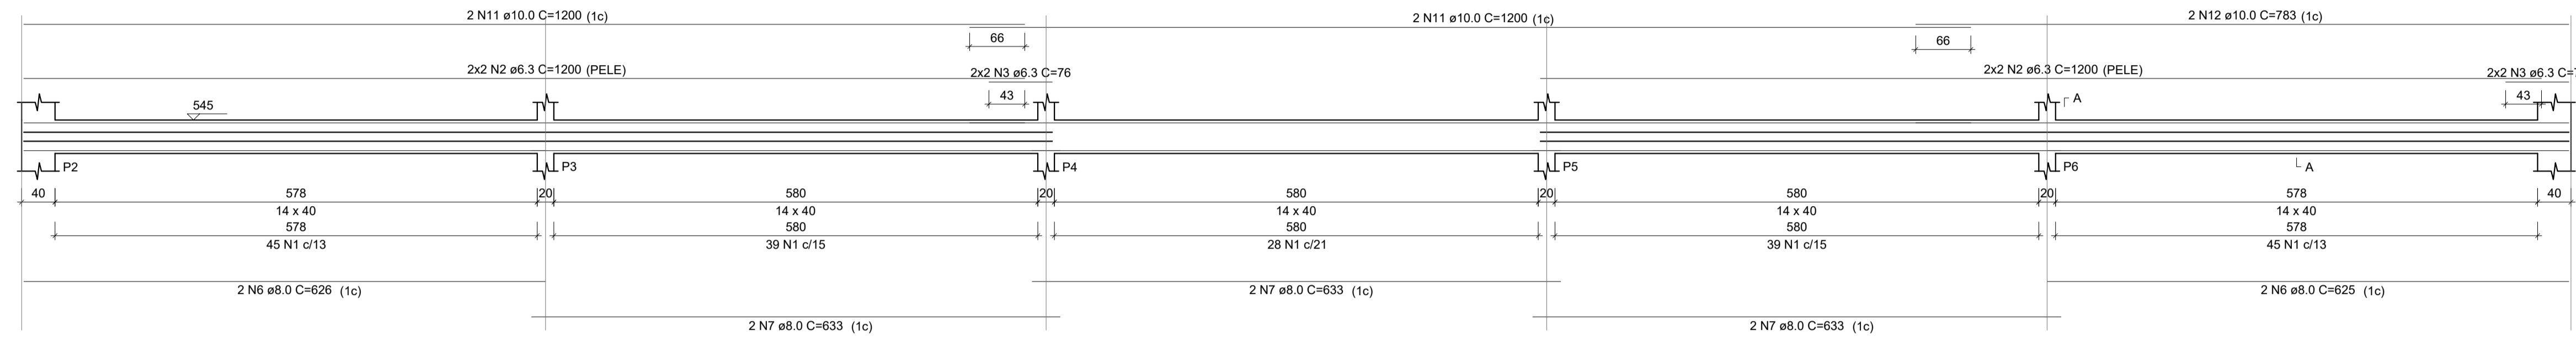 2 N11 ø10.0 C=1200 (1c)
2 N11 ø10.0 C=1200 (1c)
2 N12 ø10.0 C=783 (1c)
66
66
2x2 N2 ø6.3 C=1200 (PELE)
2x2 N3 ø6.3 C=76
2x2 N2 ø6.3 C=1200 (PELE)
2x2 N3 ø6.3
43
43
545
A
P2
P3
P4
P5
P6
A
40
578
20
580
20
580
20
580
20
578
40
14 x 40
14 x 40
14 x 40
14 x 40
14 x 40
578
580
580
580
578
45 N1 c/13
39 N1 c/15
28 N1 c/21
39 N1 c/15
45 N1 c/13
2 N6 ø8.0 C=626 (1c)
2 N7 ø8.0 C=633 (1c)
2 N6 ø8.0 C=625 (1c)
2 N7 ø8.0 C=633 (1c)
2 N7 ø8.0 C=633 (1c)